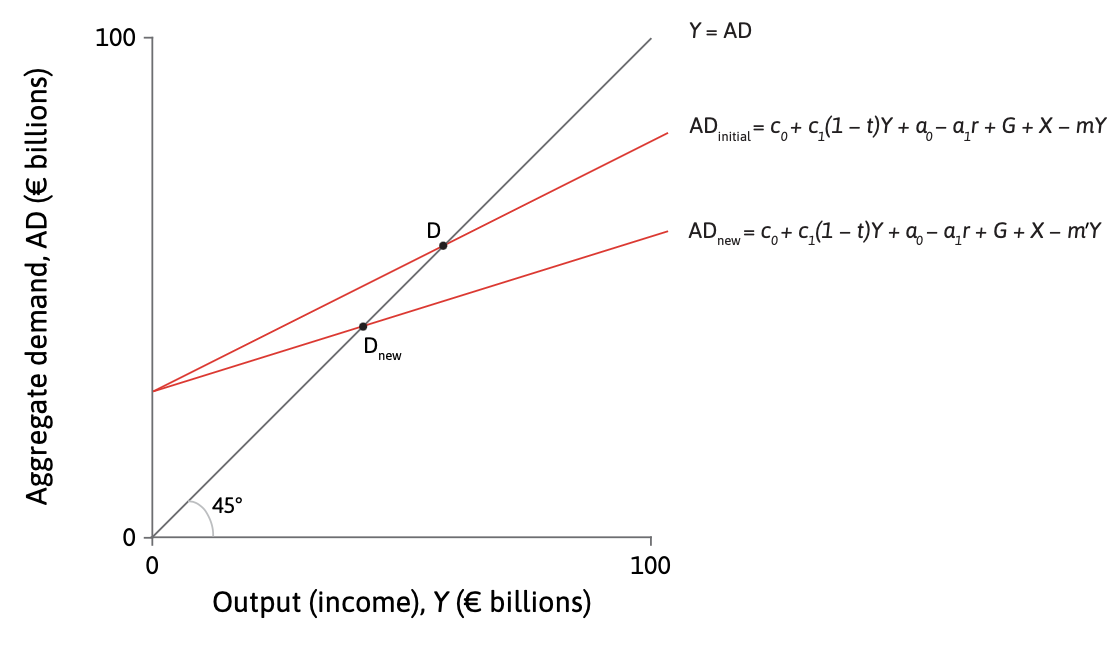 Y = AD
100
AD_initial = c_0 + c_1(1 – t)Y + a_0 – a_1r + G + X – mY
AD_new = c_0 + c_1(1 – t)Y + a_0 – a_1r + G + X – m′Y
D
D_new
45°
0
0
100
Aggregate demand, AD (€ billions)
Output (income), Y (€ billions)